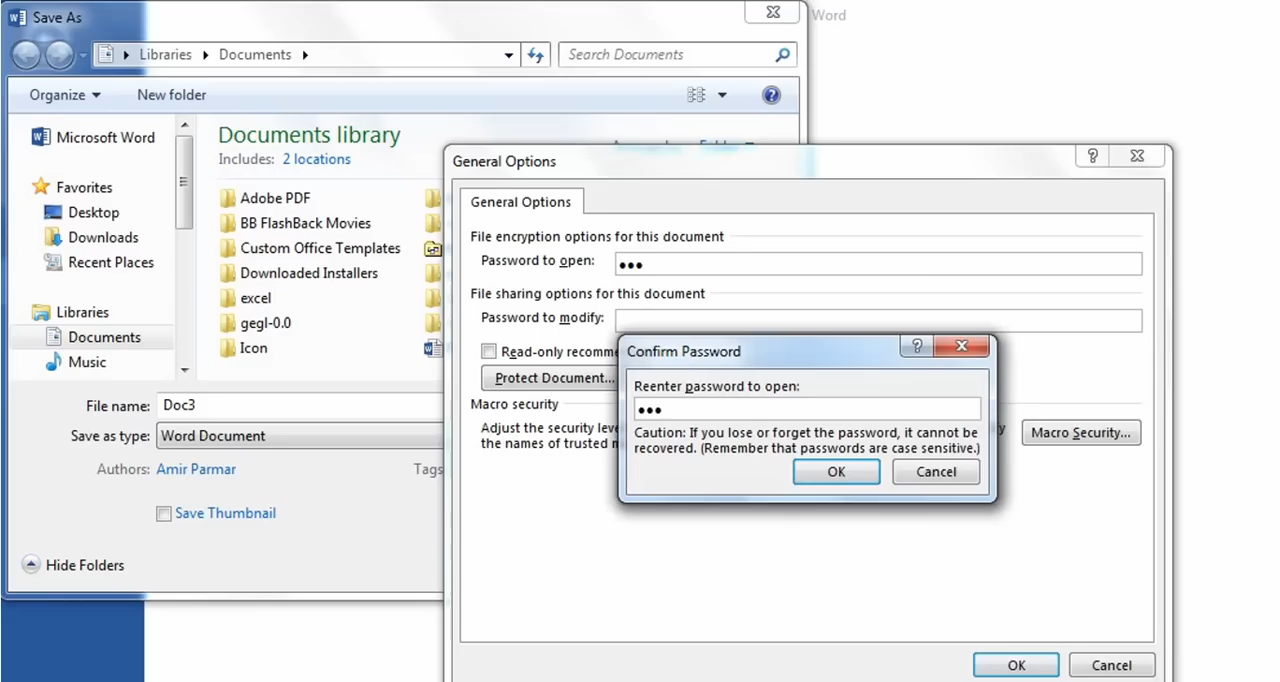 Save As
Word
Libraries
Documents
Search Documents
Organize
New folder
Microsoft Word
Favorites
Desktop
Downloads
Recent Places
Libraries
Documents
Music
Documents library
Includes: 2 locations
Adobe PDF
BB FlashBack Movies
Custom Office Templates
Downloaded Installers
excel
gegl-0.0
Icon
File name: Doc3
Save as type: Word Document
Authors: Amir Parmar
Tags
Save Thumbnail
Hide Folders
General Options
General Options
File encryption options for this document
Password to open: •••
File sharing options for this document
Password to modify:
Read-only recomme
Protect Document...
Macro security
Adjust the security leve
the names of trusted m
Macro Security...
Confirm Password
Reenter password to open:
•••
Caution: If you lose or forget the password, it cannot be
recovered. (Remember that passwords are case sensitive.)
OK Cancel
OK Cancel